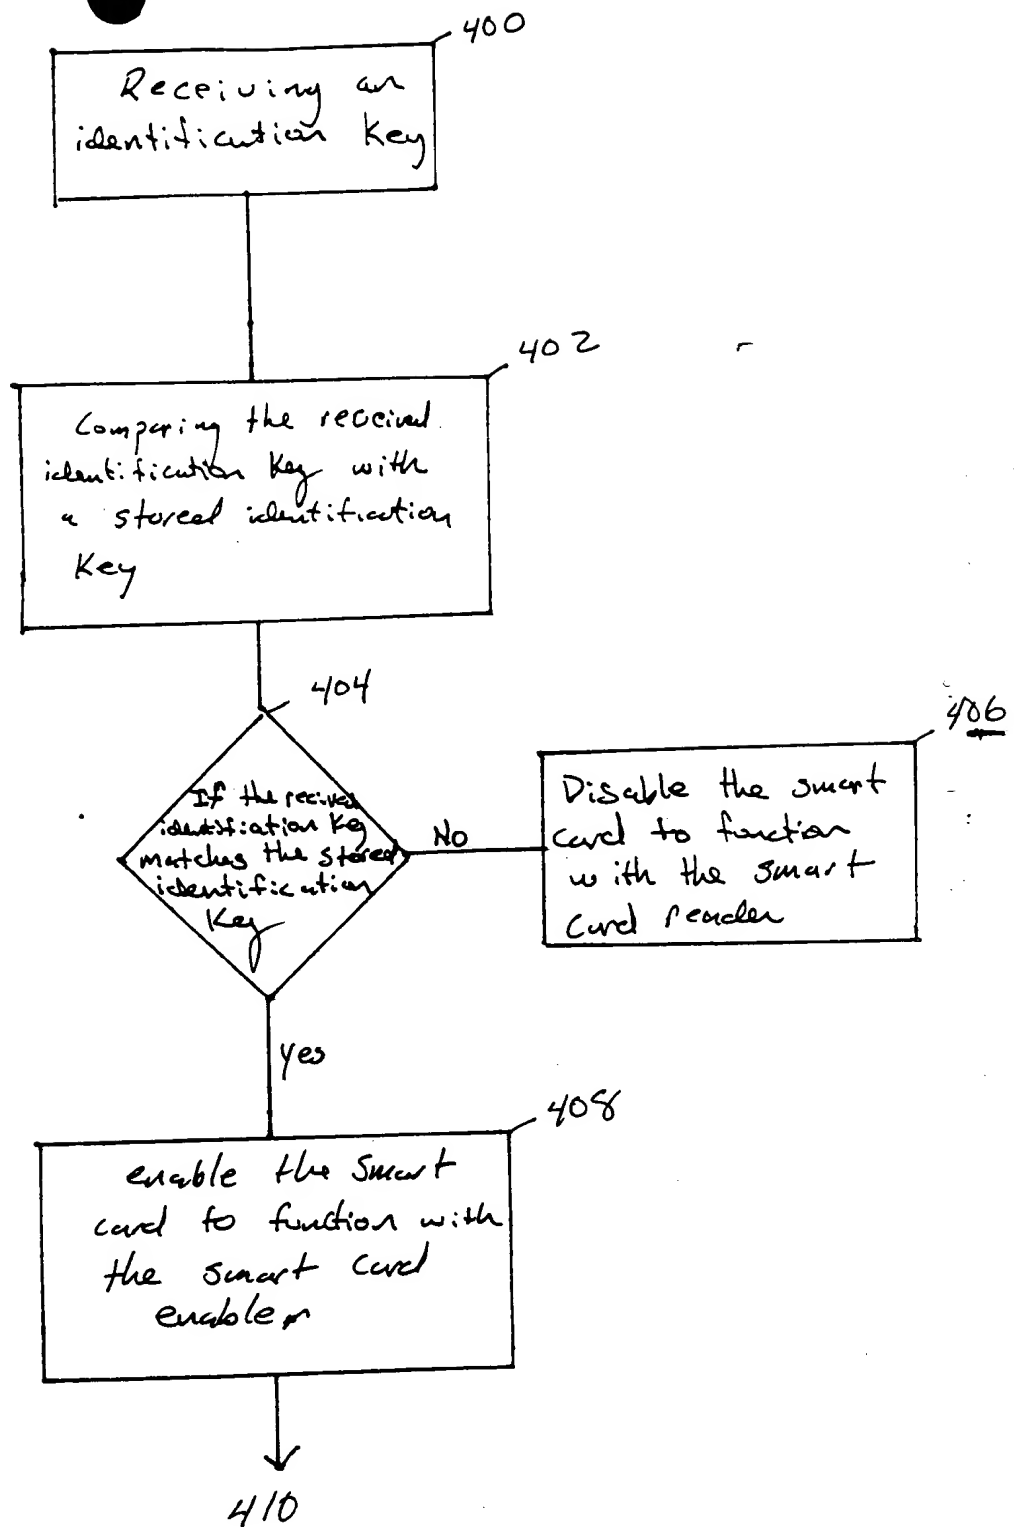 400
Receiving an
identification Key
402
Comparing the received
identification Key with
a stored identification
Key
404
If the recived
identifiation Key
matches the stored
identification
Key
No
406
Disable the smart
card to function
with the smart
card reader
Yes
408
enable the smart
card to function with
the smart card
enabler
410